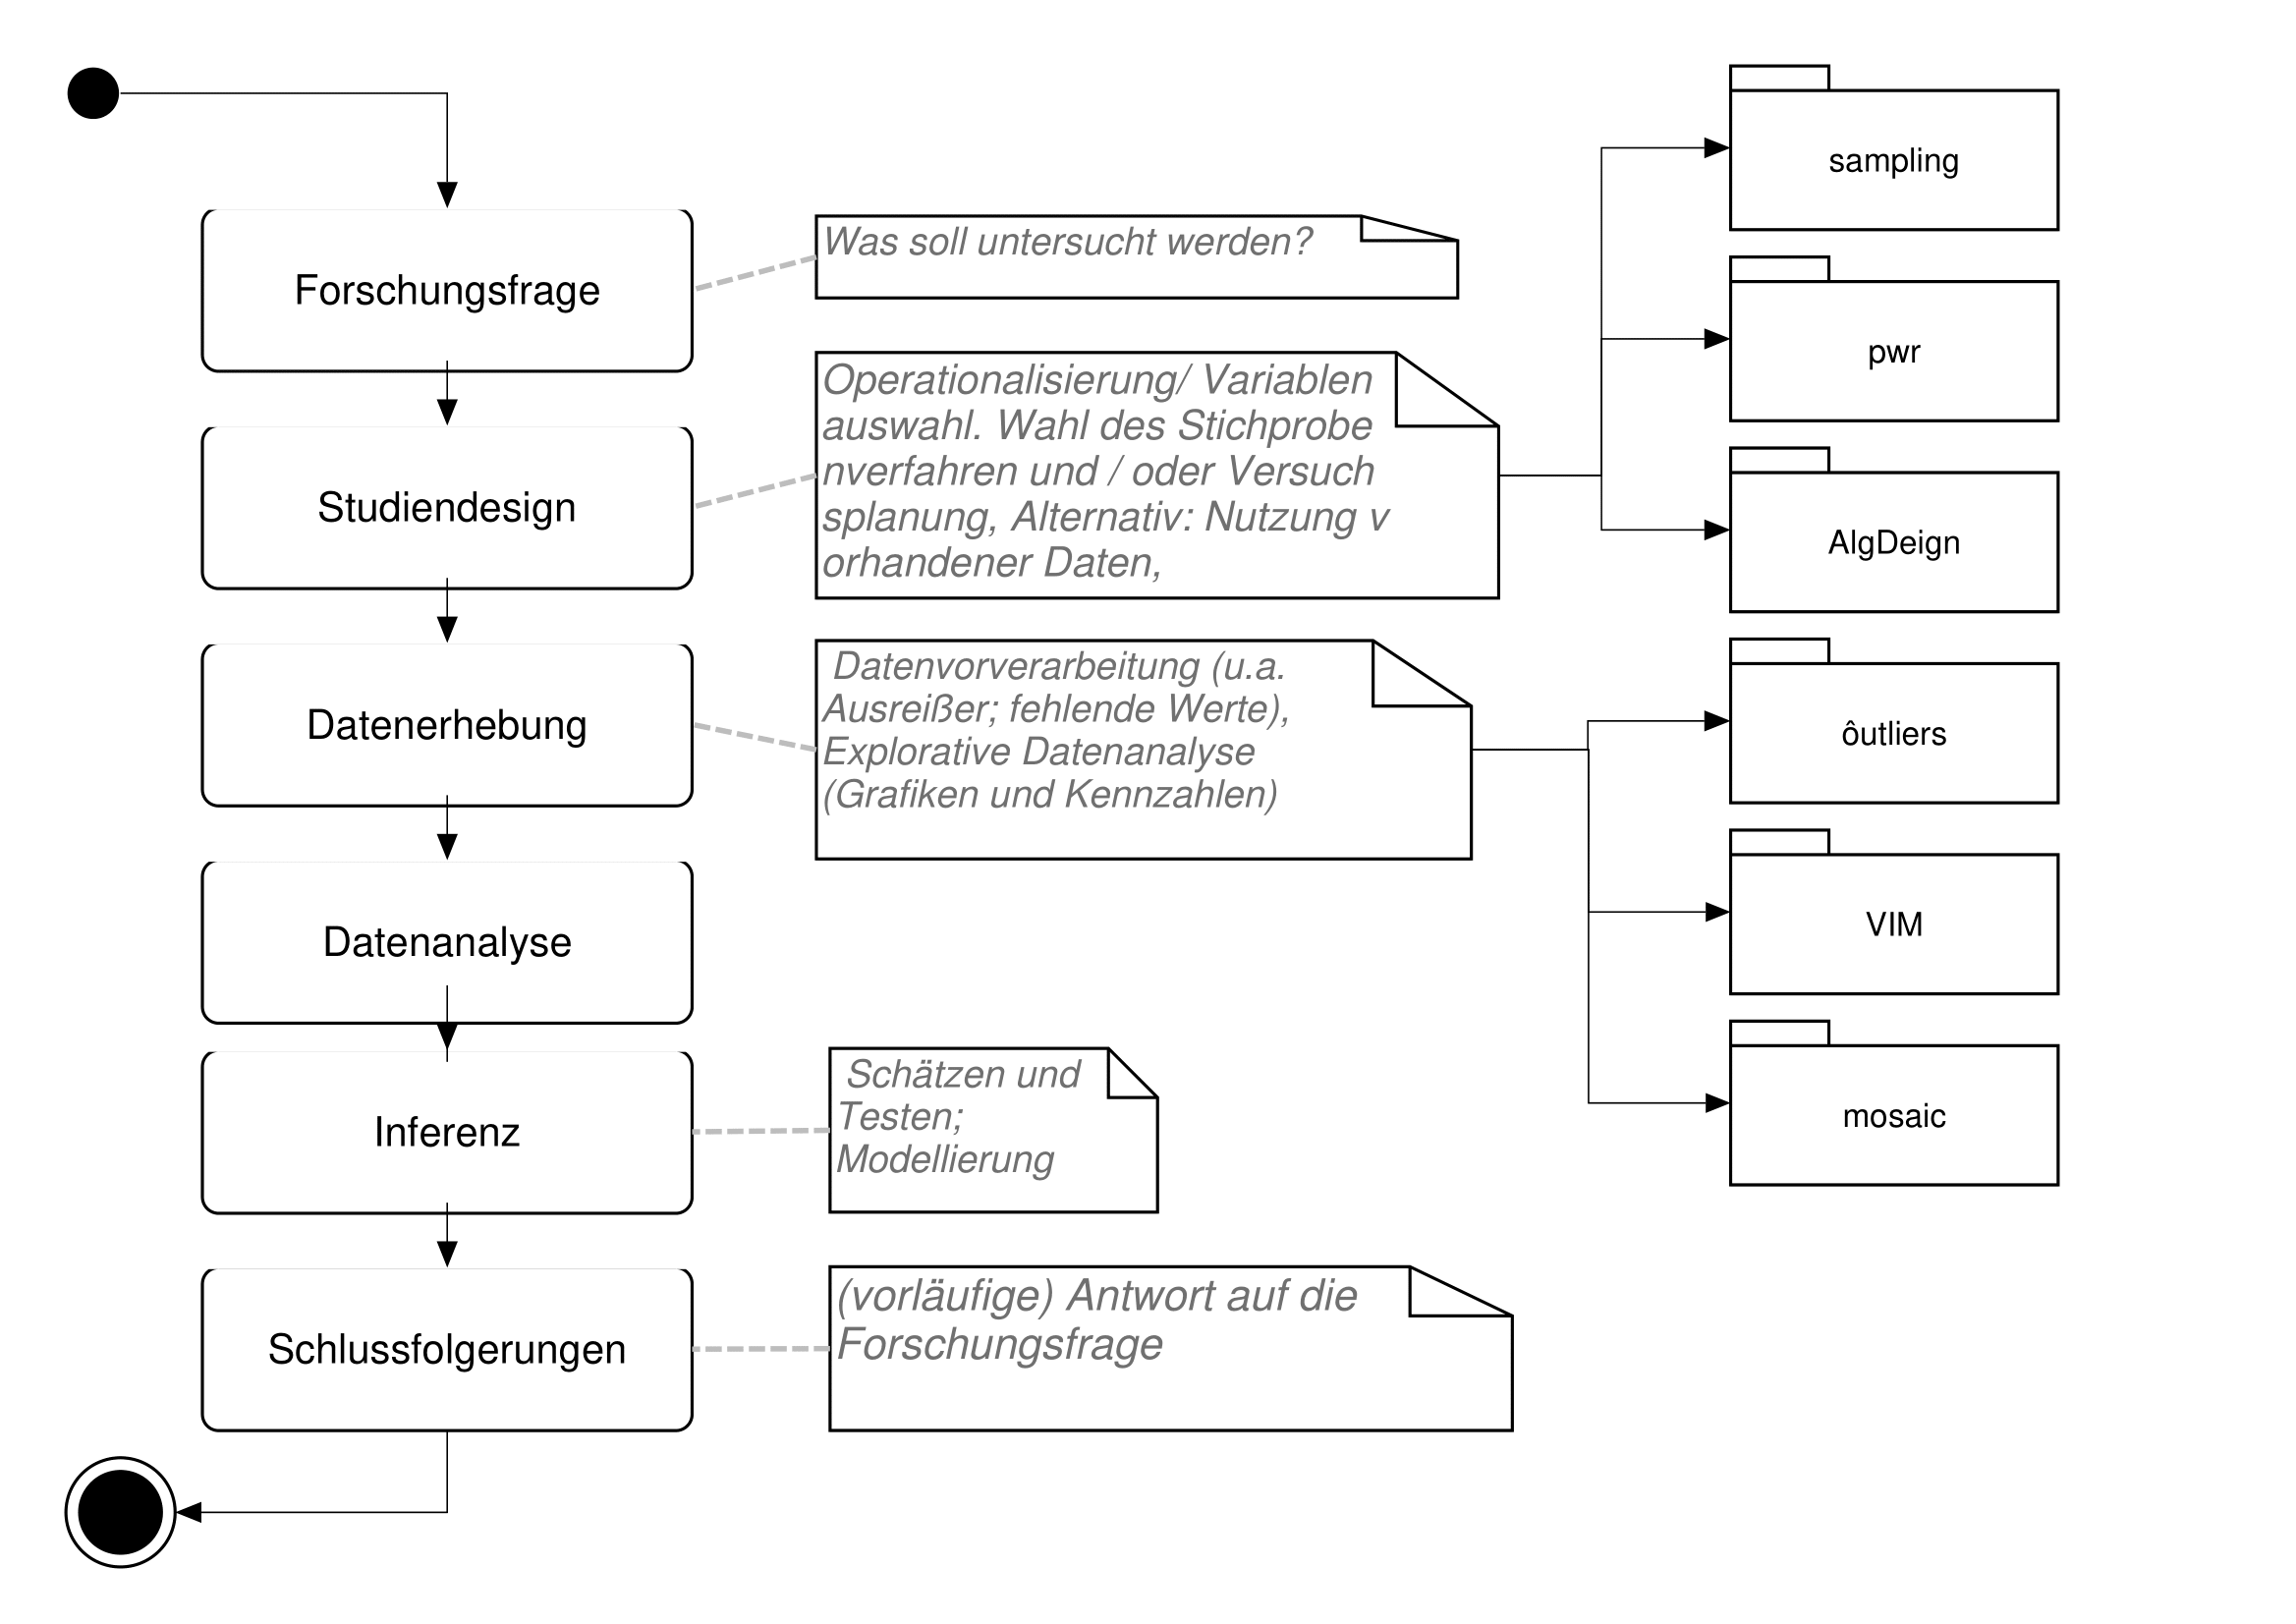 Forschungsfrage
Was soll untersucht werden?
Studiendesign
Operationalisierung/ Variablen
auswahl. Wahl des Stichprobe
nverfahren und / oder Versuch
splanung, Alternativ: Nutzung v
orhandener Daten,
sampling
pwr
AlgDeign
Datenerhebung
Datenvorverarbeitung (u.a.
Ausreißer; fehlende Werte),
Explorative Datenanalyse
(Grafiken und Kennzahlen)
ôutliers
VIM
mosaic
Datenanalyse
Inferenz
Schätzen und
Testen;
Modellierung
Schlussfolgerungen
(vorläufige) Antwort auf die
Forschungsfrage